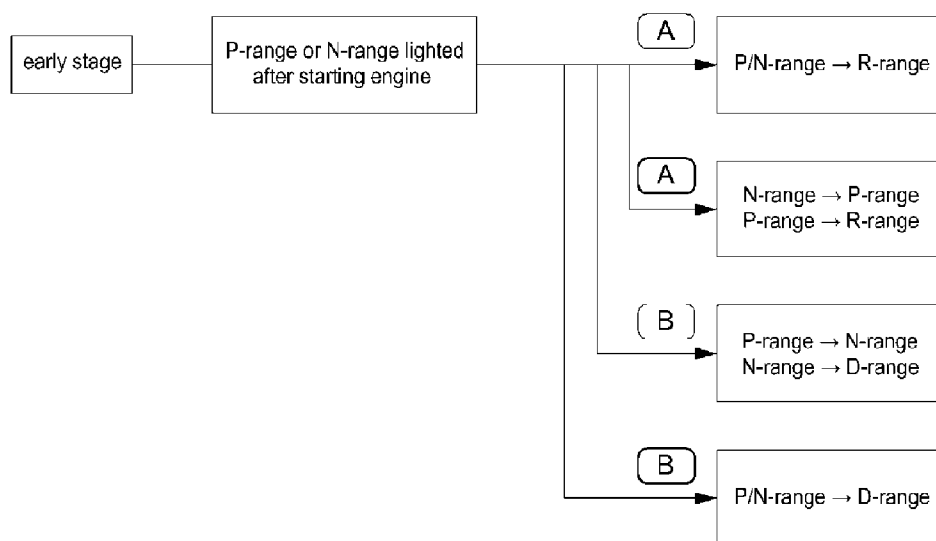 early stage
P-range or N-range lighted
after starting engine
A
P/N-range → R-range
A
N-range → P-range
P-range → R-range
B
P-range → N-range
N-range → D-range
B
P/N-range → D-range